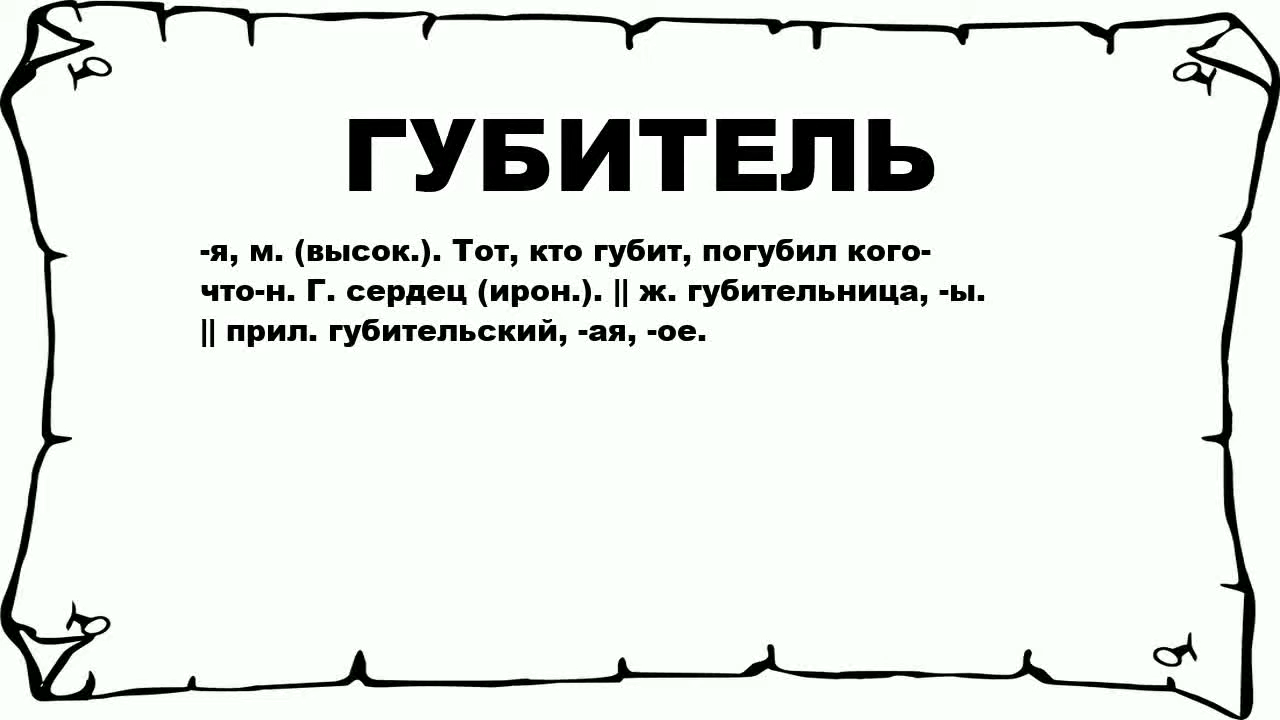 ГУБИТЕЛЬ
-я, м. (высок.). Тот, кто губит, погубил кого-
что-н. Г. сердец (ирон.). || ж. губительница, -ы.
|| прил. губительский, -ая, -ое.